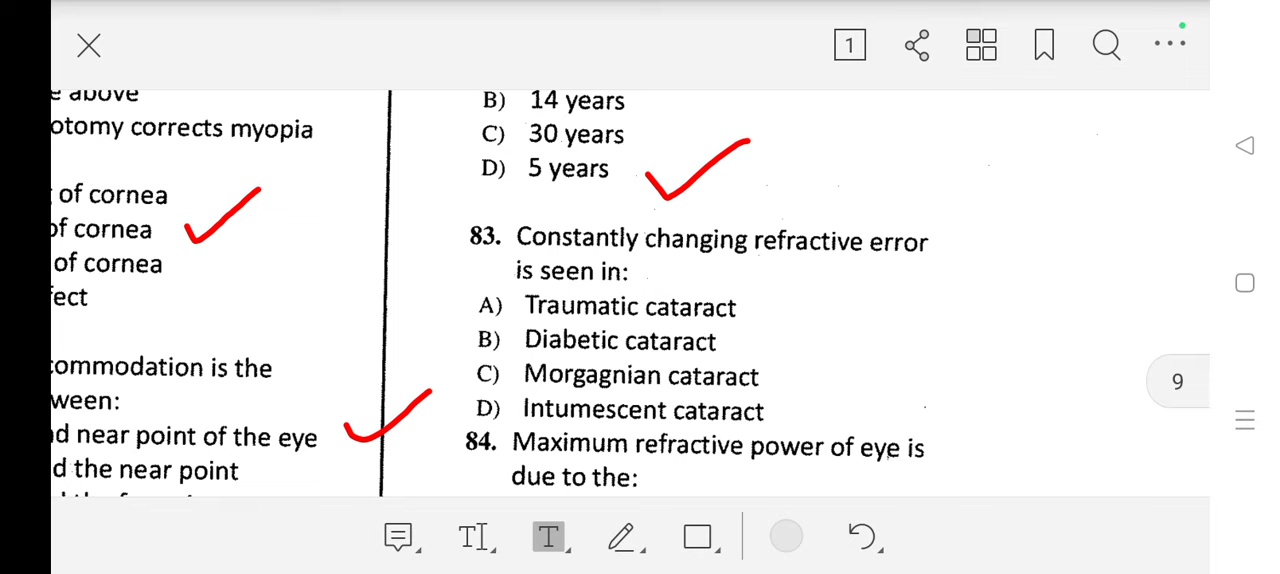 1
e above
otomy corrects myopia
of cornea
of cornea
of cornea
commodation is the
ween:
nd near point of the eye
d the near point
B) 14 years
C) 30 years
D) 5 years
83. Constantly changing refractive error
is seen in:
A) Traumatic cataract
B) Diabetic cataract
C) Morgagnian cataract
D) Intumescent cataract
84. Maximum refractive power of eye is
due to the:
9
T
T